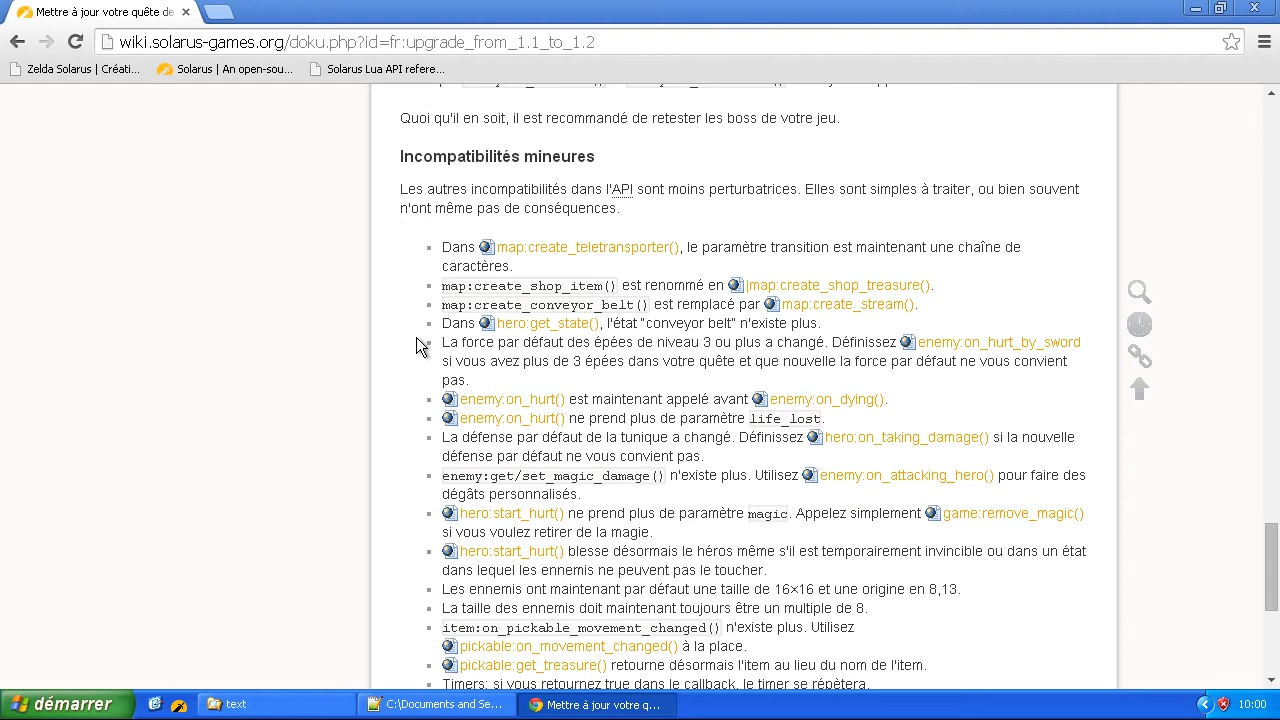 Mettre à jour votre quête de
wiki.solarus-games.org/doku.php?id=fr:upgrade_from_1.1_to_1.2
Zelda Solarus | Créati... Solarus | An open-sou... Solarus Lua API refere...
Quoi qu'il en soit, il est recommandé de retester les boss de votre jeu.
Incompatibilités mineures
Les autres incompatibilités dans l'API sont moins perturbatrices. Elles sont simples à traiter, ou bien souvent
n'ont même pas de conséquences.
Dans map:create_teletransporter(), le paramètre transition est maintenant une chaîne de
caractères.
map:create_shop_item() est renommé en |map:create_shop_treasure().
map:create_conveyor_belt() est remplacé par map:create_stream().
Dans hero:get_state(), l'état "conveyor belt" n'existe plus.
La force par défaut des épées de niveau 3 ou plus a changé. Définissez enemy:on_hurt_by_sword
si vous avez plus de 3 épées dans votre quête et que nouvelle la force par défaut ne vous convient
pas.
enemy:on_hurt() est maintenant appelé avant enemy:on_dying().
enemy:on_hurt() ne prend plus de paramètre life_lost.
La défense par défaut de la tunique a changé. Définissez hero:on_taking_damage() si la nouvelle
défense par défaut ne vous convient pas.
enemy:get/set_magic_damage() n'existe plus. Utilisez enemy:on_attacking_hero() pour faire des
dégâts personnalisés.
hero:start_hurt() ne prend plus de paramètre magic. Appelez simplement game:remove_magic()
si vous voulez retirer de la magie.
hero:start_hurt() blesse désormais le héros même s'il est temporairement invincible ou dans un état
dans lequel les ennemis ne peuvent pas le toucher.
Les ennemis ont maintenant par défaut une taille de 16×16 et une origine en 8,13.
La taille des ennemis doit maintenant toujours être un multiple de 8.
item:on_pickable_movement_changed() n'existe plus. Utilisez
pickable:on_movement_changed() à la place.
pickable:get_treasure() retourne désormais l'item au lieu du nom de l'item.
Timers: si vous retournez true dans le callback, le timer se répètera.
démarrer text C:\Documents and Se... Mettre à jour votre q... 10:00